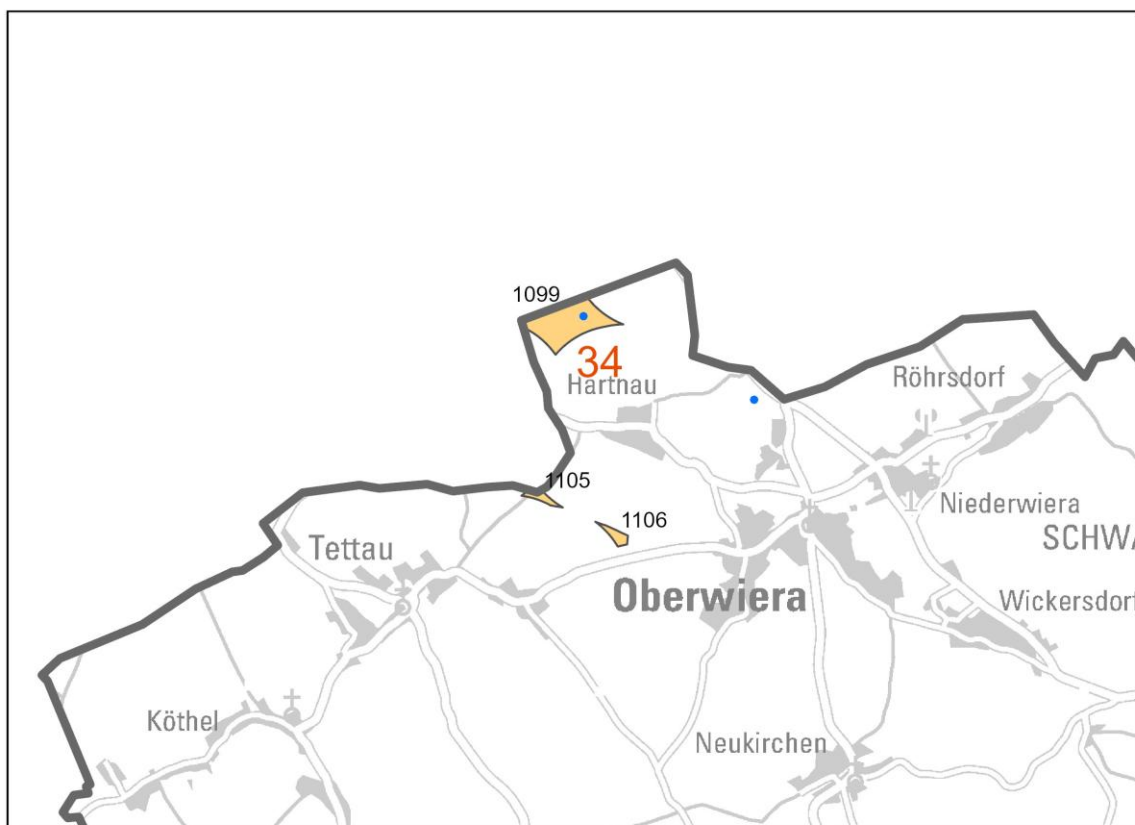 1099
34
Hartnau
Röhrsdorf
1105
Niederwiera
1106
SCHWA
Tettau
Oberwiera
Wickersdorf
Köthel
Neukirchen